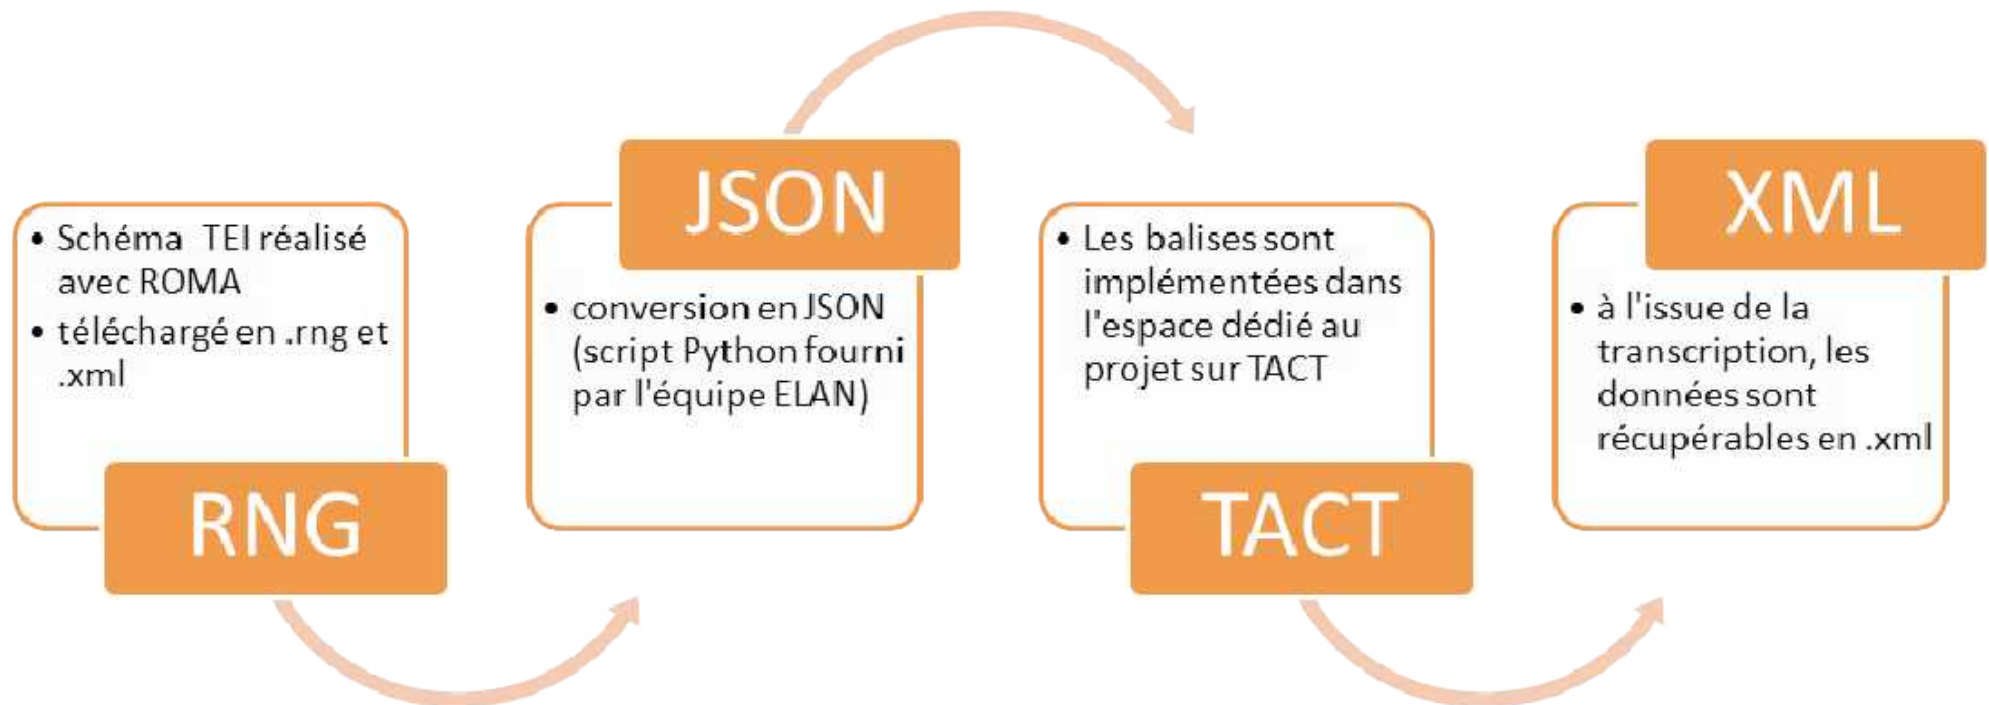 • Schéma TEI réalisé
avec ROMA
• téléchargé en .rng et
.xml
RNG
JSON
• conversion en JSON
(script Python fourni
par l'équipe ELAN)
• Les balises sont
implémentées dans
l'espace dédié au
projet sur TACT
TACT
XML
• à l'issue de la
transcription, les
données sont
récupérables en .xml